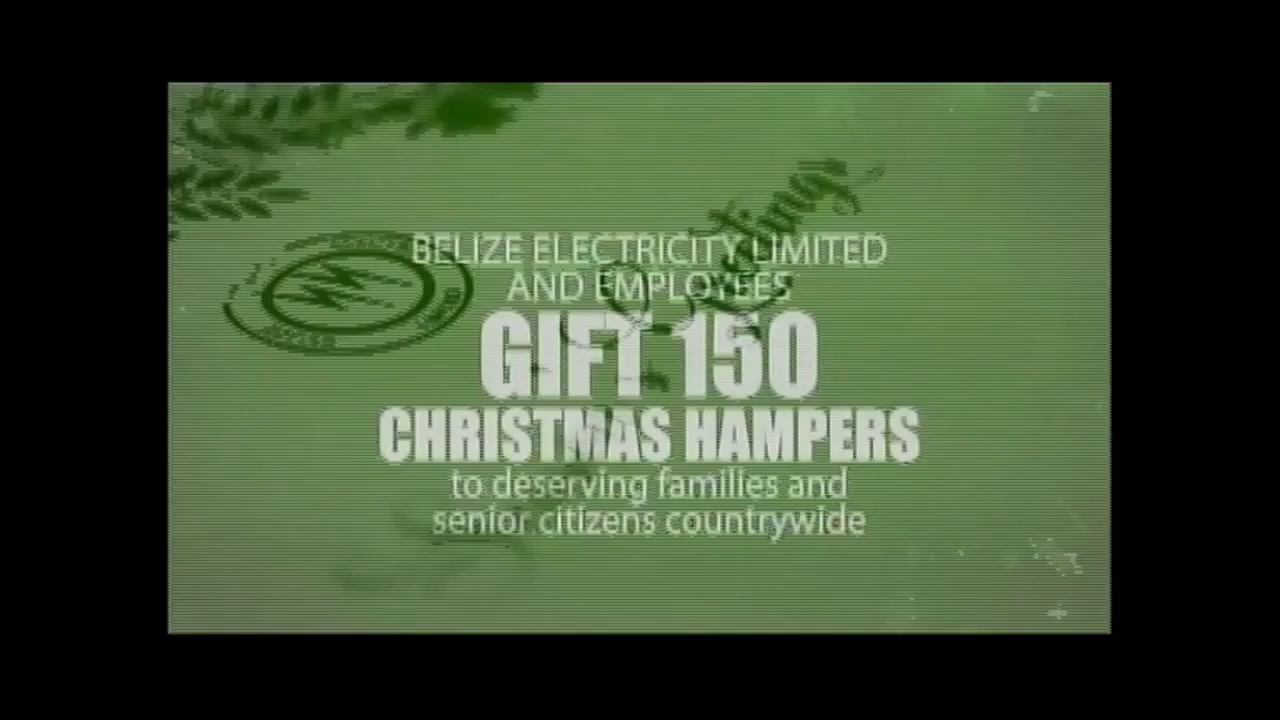 BELIZE ELECTRICITY LIMITED
AND EMPLOYEES
GIFT 150
CHRISTMAS HAMPERS
to deserving families and
senior citizens countrywide